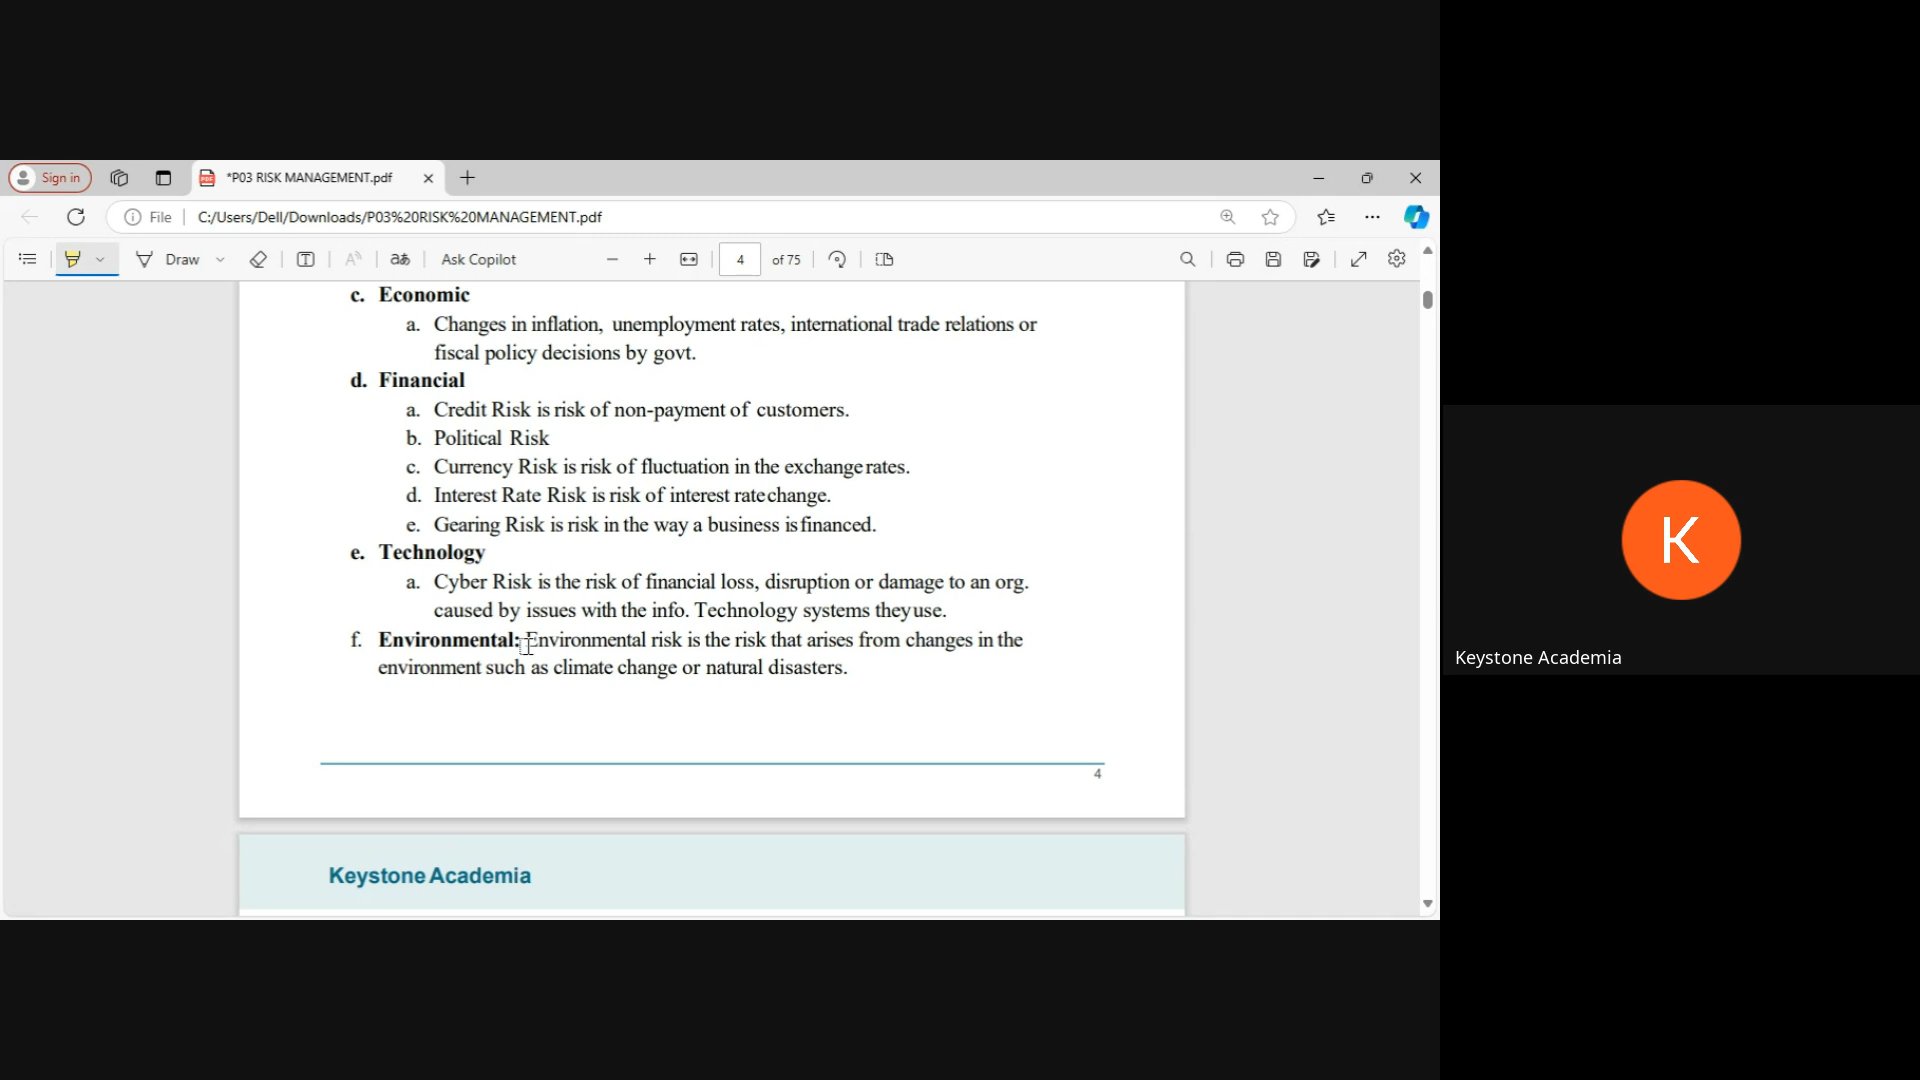 Sign in
*P03 RISK MANAGEMENT.pdf
File
C:/Users/Dell/Downloads/P03%20RISK%20MANAGEMENT.pdf
Draw
Ask Copilot
4 of 75
c. Economic
a. Changes in inflation, unemployment rates, international trade relations or
fiscal policy decisions by govt.
d. Financial
a. Credit Risk is risk of non-payment of customers.
b. Political Risk
c. Currency Risk is risk of fluctuation in the exchange rates.
d. Interest Rate Risk is risk of interest rate change.
e. Gearing Risk is risk in the way a business is financed.
e. Technology
a. Cyber Risk is the risk of financial loss, disruption or damage to an org.
caused by issues with the info. Technology systems they use.
f. Environmental: Environmental risk is the risk that arises from changes in the
environment such as climate change or natural disasters.
4
Keystone Academia
K
Keystone Academia